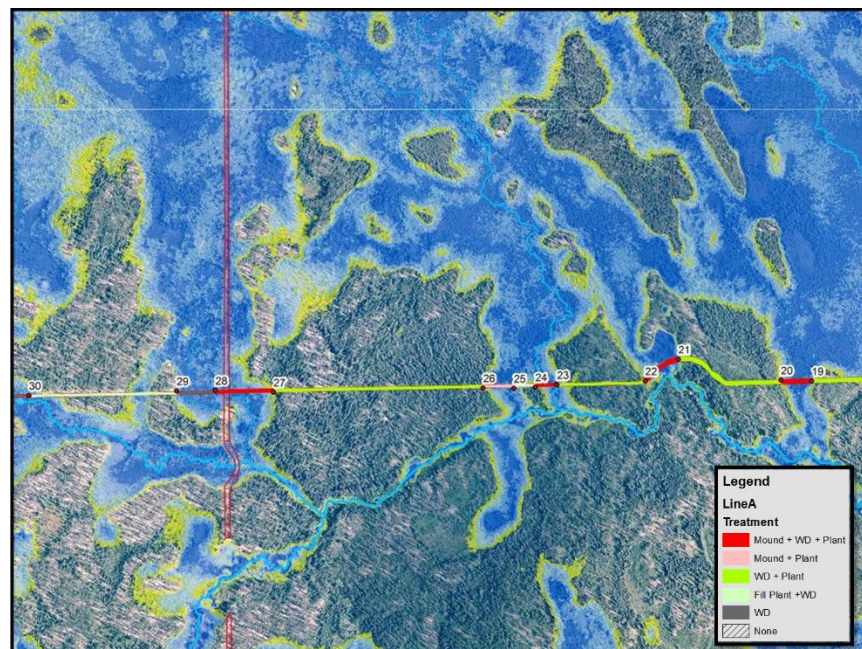 21
22
20
19
23
24
25
26
27
28
29
30
Legend
LineA
Treatment
Mound + WD + Plant
Mound + Plant
WD + Plant
Fill Plant +WD
WD
None